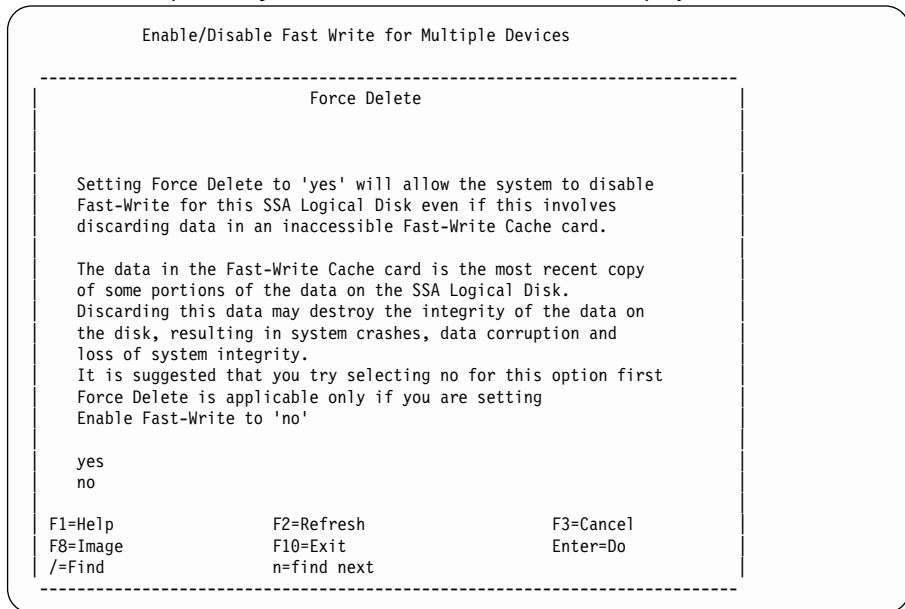 Enable/Disable Fast Write for Multiple Devices
Force Delete
Setting Force Delete to 'yes' will allow the system to disable
Fast-Write for this SSA Logical Disk even if this involves
discarding data in an inaccessible Fast-Write Cache card.
The data in the Fast-Write Cache card is the most recent copy
of some portions of the data on the SSA Logical Disk.
Discarding this data may destroy the integrity of the data on
the disk, resulting in system crashes, data corruption and
loss of system integrity.
It is suggested that you try selecting no for this option first
Force Delete is applicable only if you are setting
Enable Fast-Write to 'no'
yes
no
F1=Help F2=Refresh F3=Cancel
F8=Image F10=Exit Enter=Do
/=Find n=find next